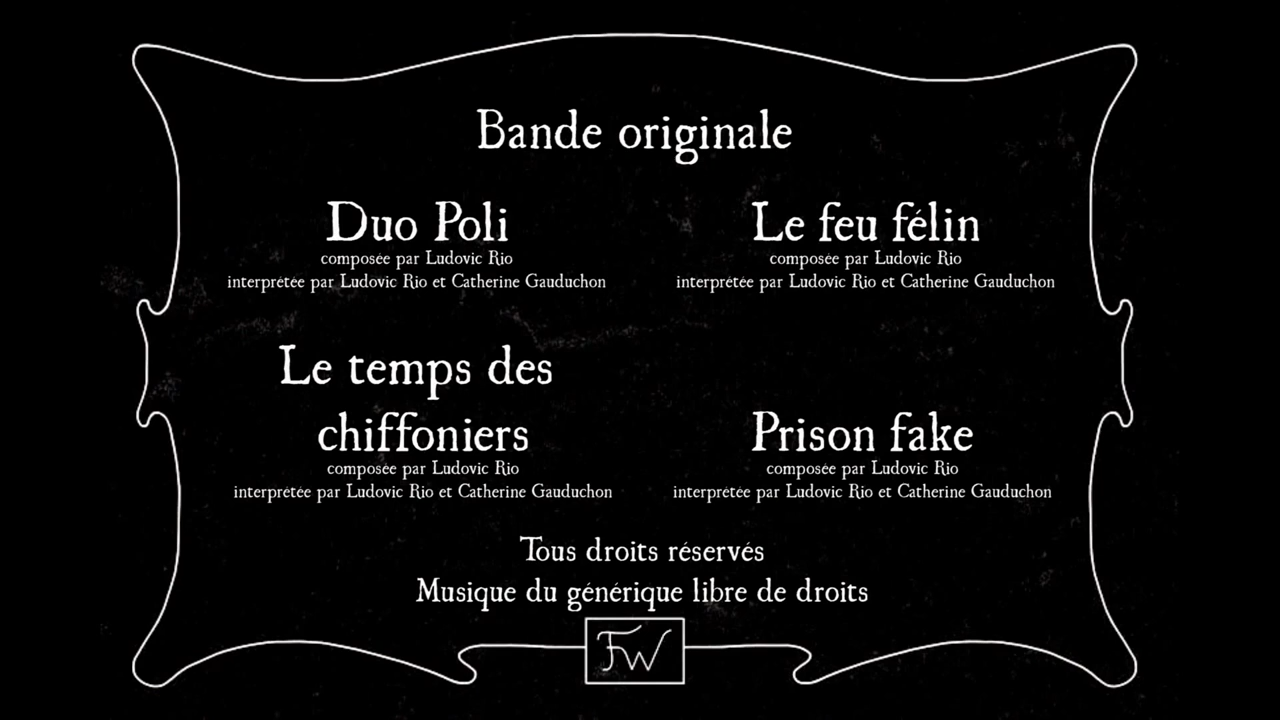 Bande originale
Duo Poli
composée par Ludovic Rio
interprétée par Ludovic Rio et Catherine Gauduchon
Le feu félin
composée par Ludovic Rio
interprétée par Ludovic Rio et Catherine Gauduchon
Le temps des
chiffoniers
composée par Ludovic Rio
interprétée par Ludovic Rio et Catherine Gauduchon
Prison fake
composée par Ludovic Rio
interprétée par Ludovic Rio et Catherine Gauduchon
Tous droits réservés
Musique du générique libre de droits
FW